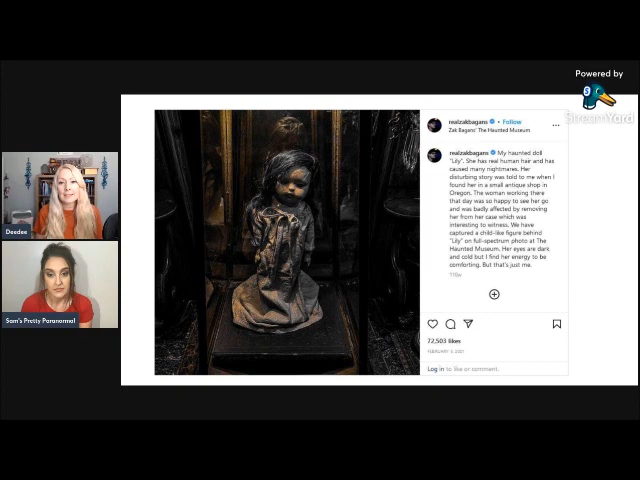 Powered by
StreamYard
realzakbagans • Follow
Zak Bagans' The Haunted Museum
realzakbagans My haunted doll
"Lily". She has real human hair and has
caused many nightmares. Her
disturbing story was told to me when I
found her in a small antique shop in
Oregon. The woman working there
that day was so happy to see her go
and was badly affected by removing
her from her case which was
interesting to witness. We have
captured a child-like figure behind
"Lily" on full-spectrum photo at The
Haunted Museum. Her eyes are dark
and cold but I find her energy to be
comforting. But that's just me.
110w
72,503 likes
FEBRUARY 3, 2021
Log in to like or comment.
Deedee
Sam's Pretty Paranormal